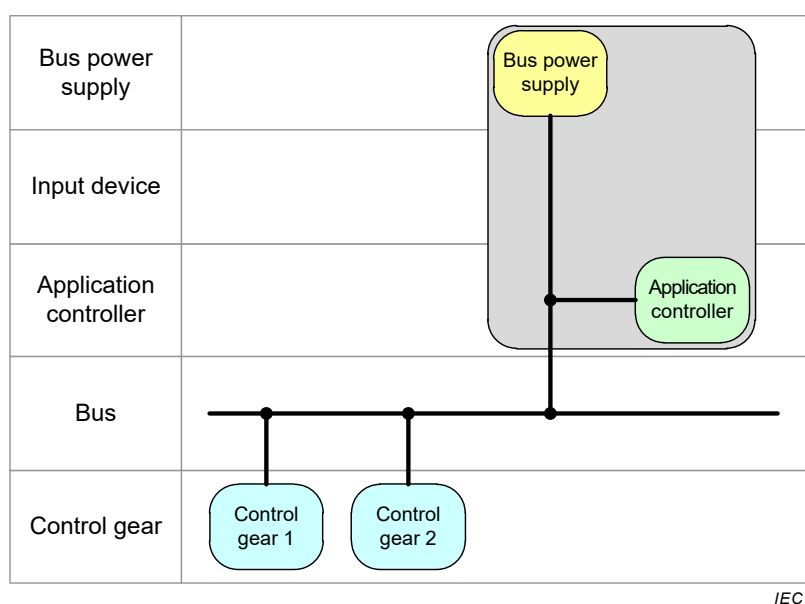 Bus power
supply
Bus power
supply
Input device
Application
controller
Application
controller
Bus
Control gear
Control
gear 1
Control
gear 2
IEC